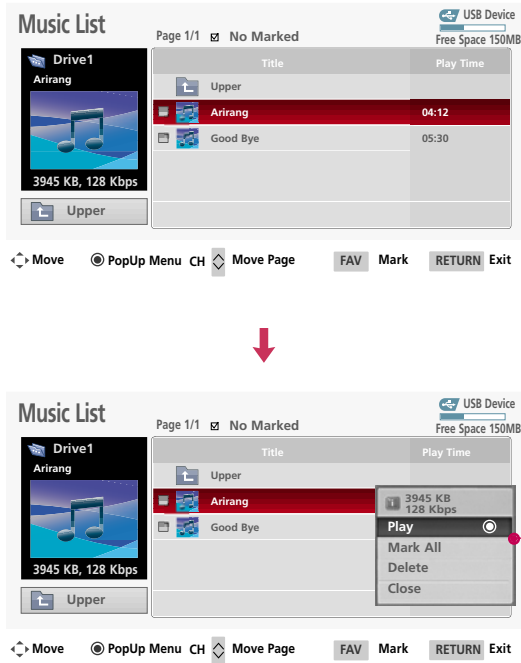 Music List
Page 1/1 No Marked
USB Device
Free Space 150MB
Drive1
Arirang
3945 KB, 128 Kbps
Upper
Title Play Time
Upper
Arirang 04:12
Good Bye 05:30
Move PopUp Menu CH Move Page FAV Mark RETURN Exit
Music List
Page 1/1 No Marked
USB Device
Free Space 150MB
Drive1
Arirang
3945 KB, 128 Kbps
Upper
Title Play Time
Upper
Arirang
Good Bye
3945 KB
128 Kbps
Play
Mark All
Delete
Close
Move PopUp Menu CH Move Page FAV Mark RETURN Exit